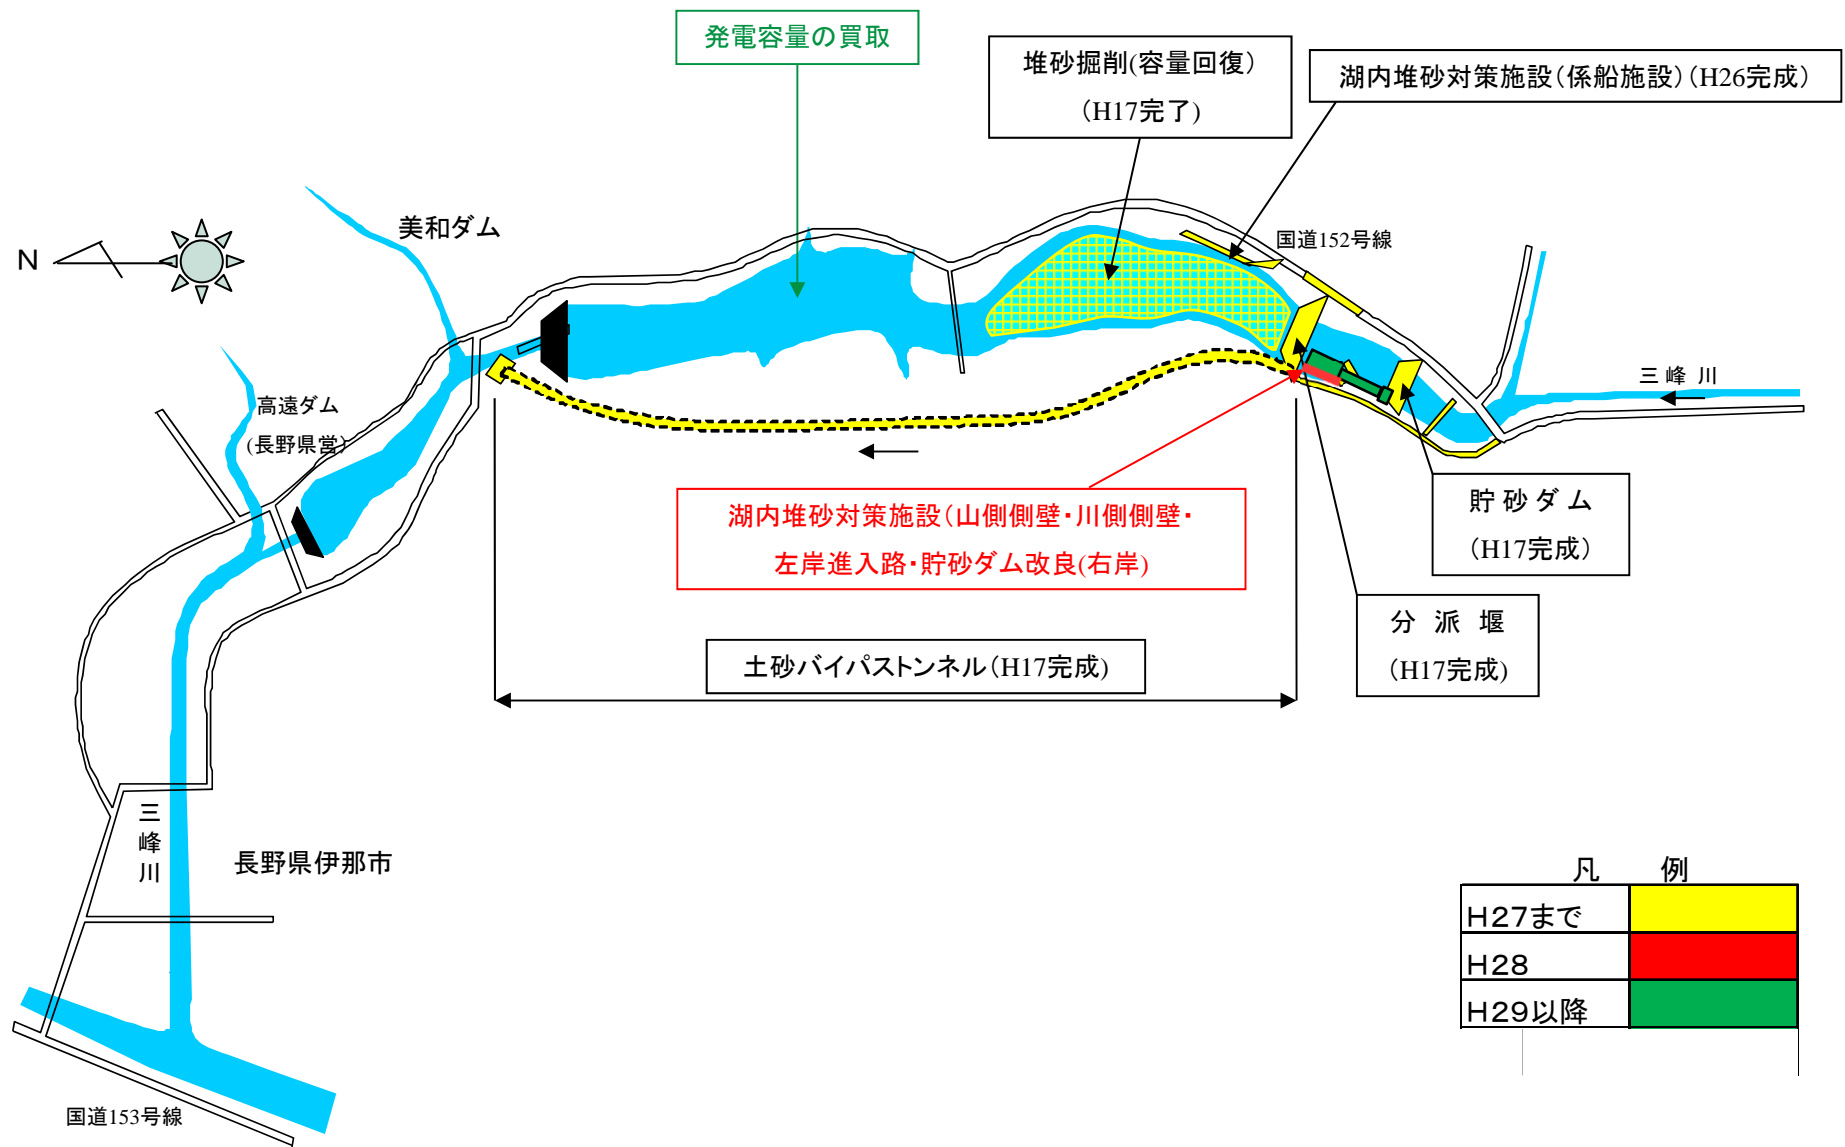 発電容量の買取
堆砂掘削(容量回復)
(H17完了)
湖内堆砂対策施設(係船施設)(H26完成)
国道152号線
美和ダム
N
高遠ダム
(長野県営)
三峰川
湖内堆砂対策施設(山側側壁・川側側壁・
左岸進入路・貯砂ダム改良(右岸)
貯砂ダム
(H17完成)
分派堰
(H17完成)
土砂バイパストンネル(H17完成)
三峰川
長野県伊那市
国道153号線
凡例
H27まで
H28
H29以降